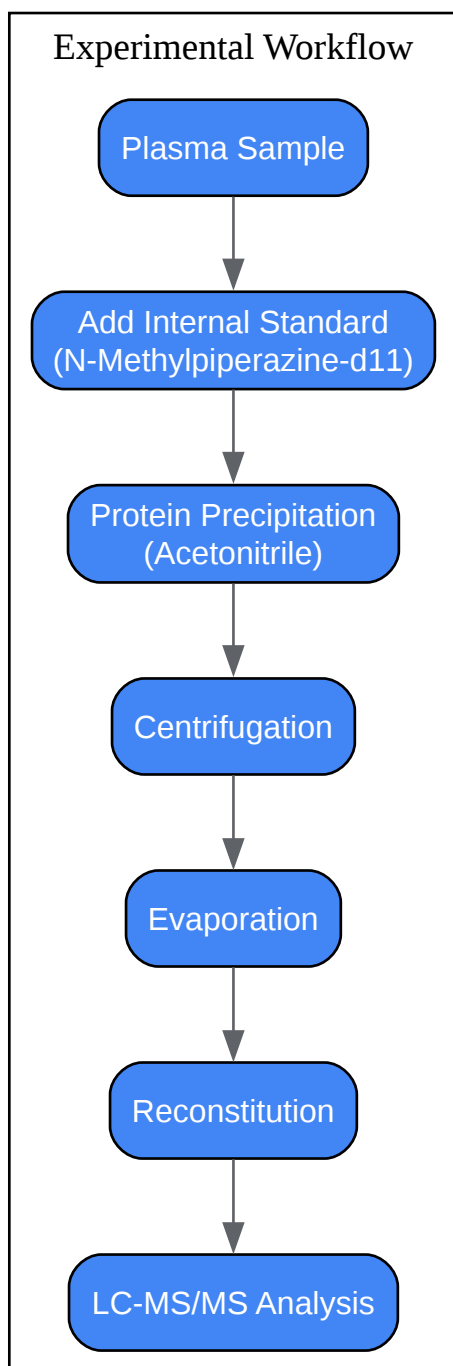 Experimental Workflow
Plasma Sample
Add Internal Standard
(N-Methylpiperazine-d11)
Protein Precipitation
(Acetonitrile)
Centrifugation
Evaporation
Reconstitution
LC-MS/MS Analysis